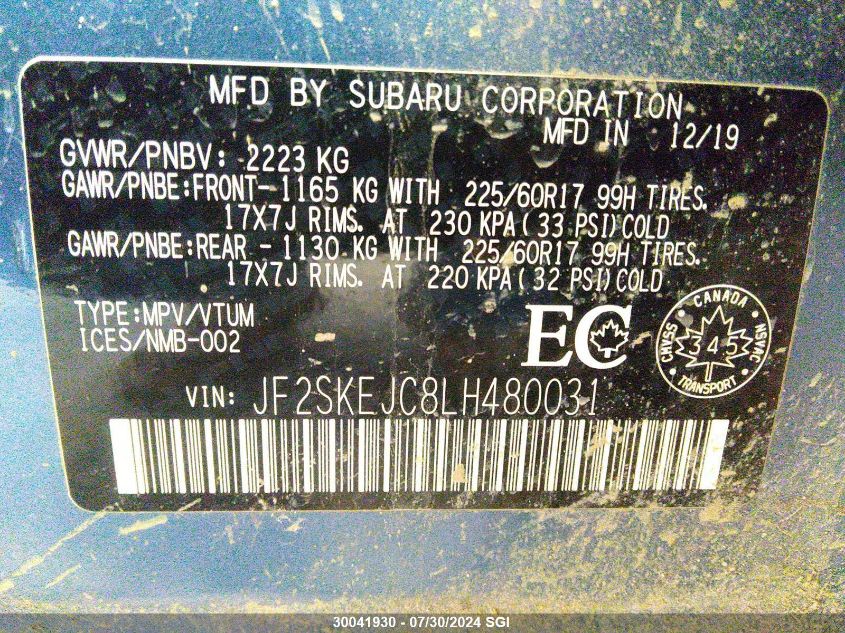 MFD BY SUBARU CORPORATION
MFD IN 12/19
GVWR/PNBV: 2223 KG
GAWR/PNBE:FRONT-1165 KG WITH 225/60R17 99H TIRES.
17X7J RIMS. AT 230 KPA(33 PSI)COLD
GAWR/PNBE:REAR -1130 KG WITH 225/60R17 99H TIRES.
17X7J RIMS. AT 220 KPA(32 PSI)COLD
TYPE:MPV/VTUM
ICES/NMB-002
EC
CANADA
CMVSS
345
NSVAC
TRANSPORT
VIN: JF2SKEJC8LH480031
30041930 - 07/30/2024 SGI